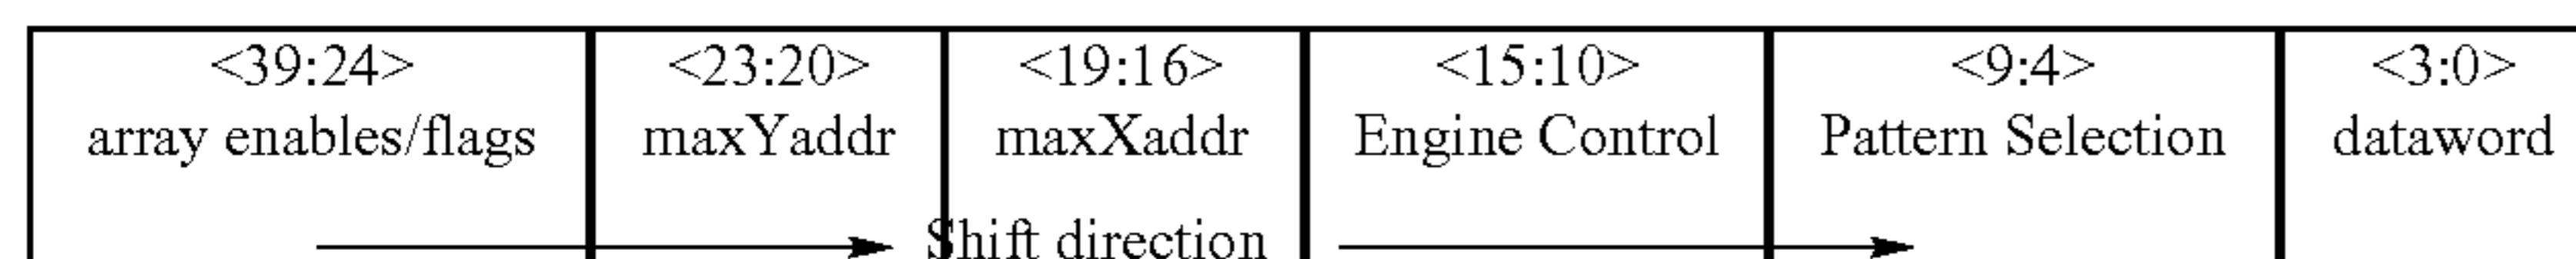 <39:24> <23:20> <19:16> <15:10> <9:4> <3:0>
array enables/flags maxYaddr maxXaddr Engine Control Pattern Selection dataword
Shift direction